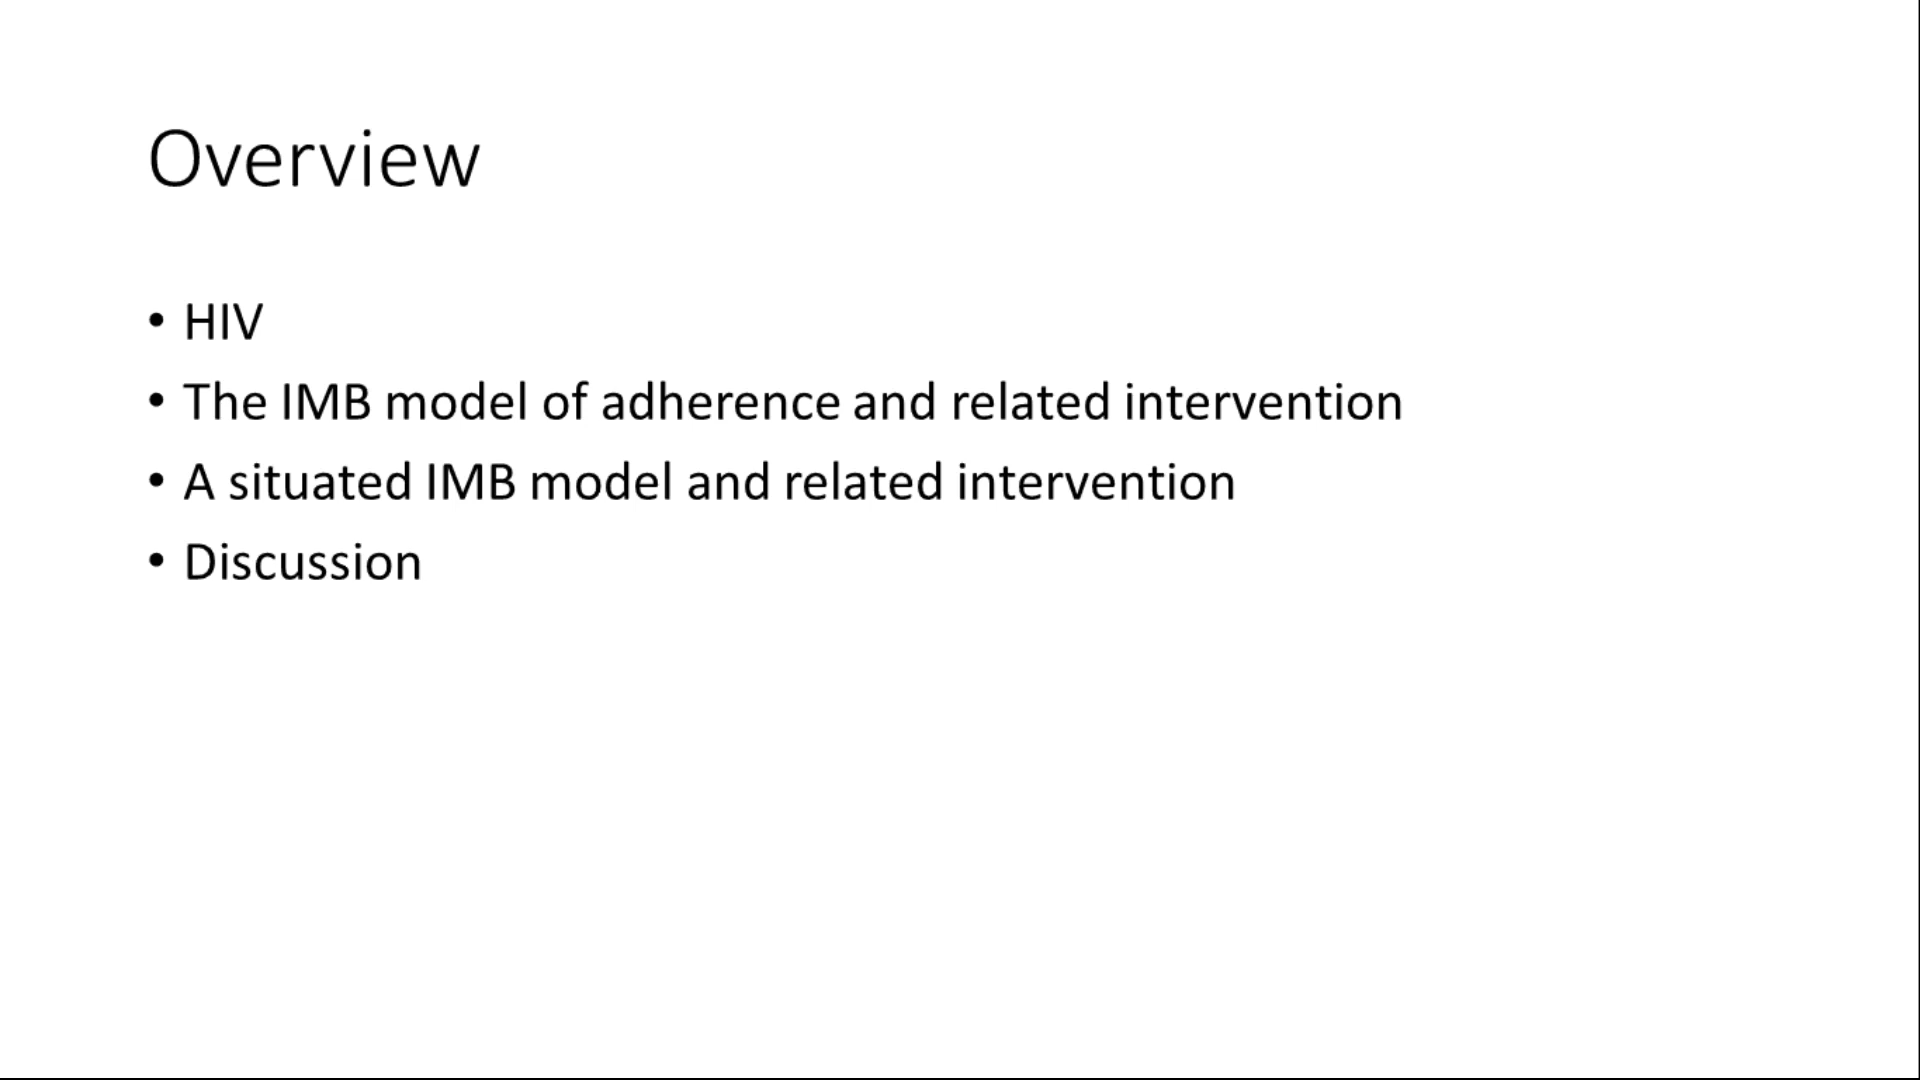 Overview
• HIV
• The IMB model of adherence and related intervention
• A situated IMB model and related intervention
• Discussion